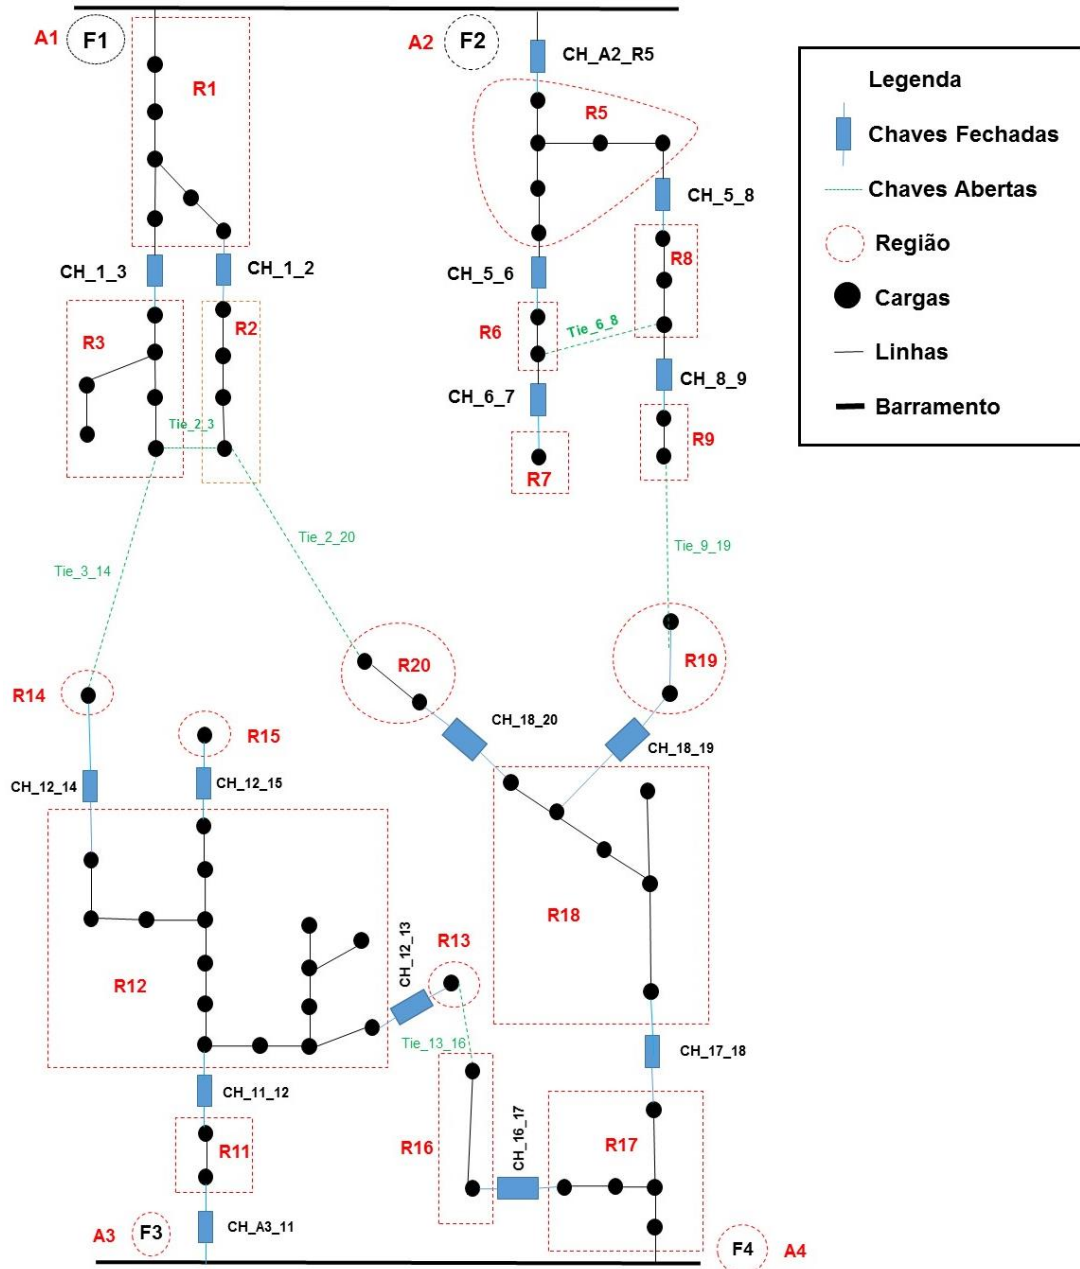 A1
F1
A2
F2
CH_A2_R5
R1
R5
CH_5_8
CH_1_3
CH_1_2
CH_5_6
R8
R3
R2
R6
Tie_6_8
CH_6_7
CH_8_9
Tie_2_3
R9
R7
Tie_2_20
Tie_9_19
Tie_3_14
R20
R19
R14
R15
CH_18_20
CH_18_19
CH_12_14
CH_12_15
R18
CH_12_13
R13
R12
Tie_13_16
CH_17_18
CH_11_12
R11
R16
CH_16_17
R17
A3
F3
CH_A3_11
F4
A4
Legenda
Chaves Fechadas
Chaves Abertas
Região
Cargas
Linhas
Barramento